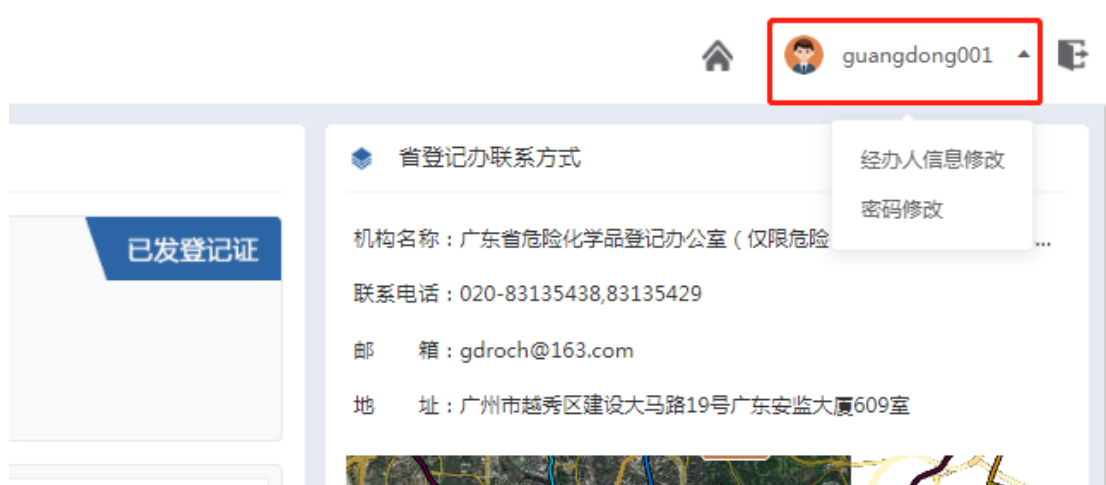 guangdong001
经办人信息修改
密码修改
省登记办联系方式
已发登记证
机构名称：广东省危险化学品登记办公室（仅限危险...
联系电话：020-83135438,83135429
邮 箱：gdroch@163.com
地 址：广州市越秀区建设大马路19号广东安监大厦609室